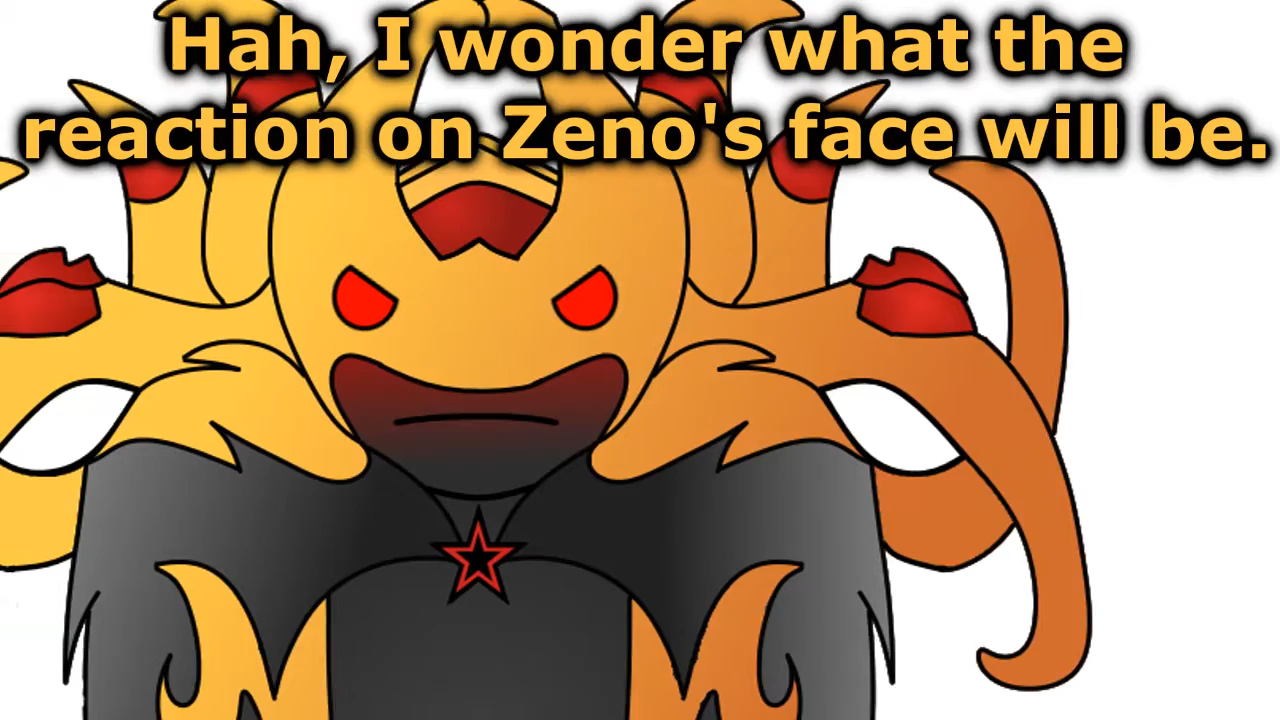 Hah, I wonder what the
reaction on Zeno's face will be.